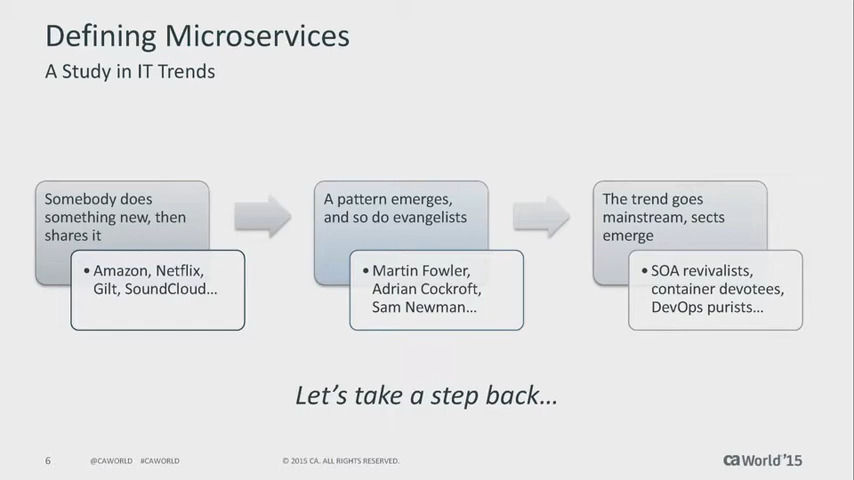 Defining Microservices
A Study in IT Trends
Somebody does
something new, then
shares it
• Amazon, Netflix,
Gilt, SoundCloud...
A pattern emerges,
and so do evangelists
• Martin Fowler,
Adrian Cockroft,
Sam Newman...
The trend goes
mainstream, sects
emerge
• SOA revivalists,
container devotees,
DevOps purists...
Let's take a step back...
6 @CAWORLD #CAWORLD © 2015 CA. ALL RIGHTS RESERVED. ca World '15